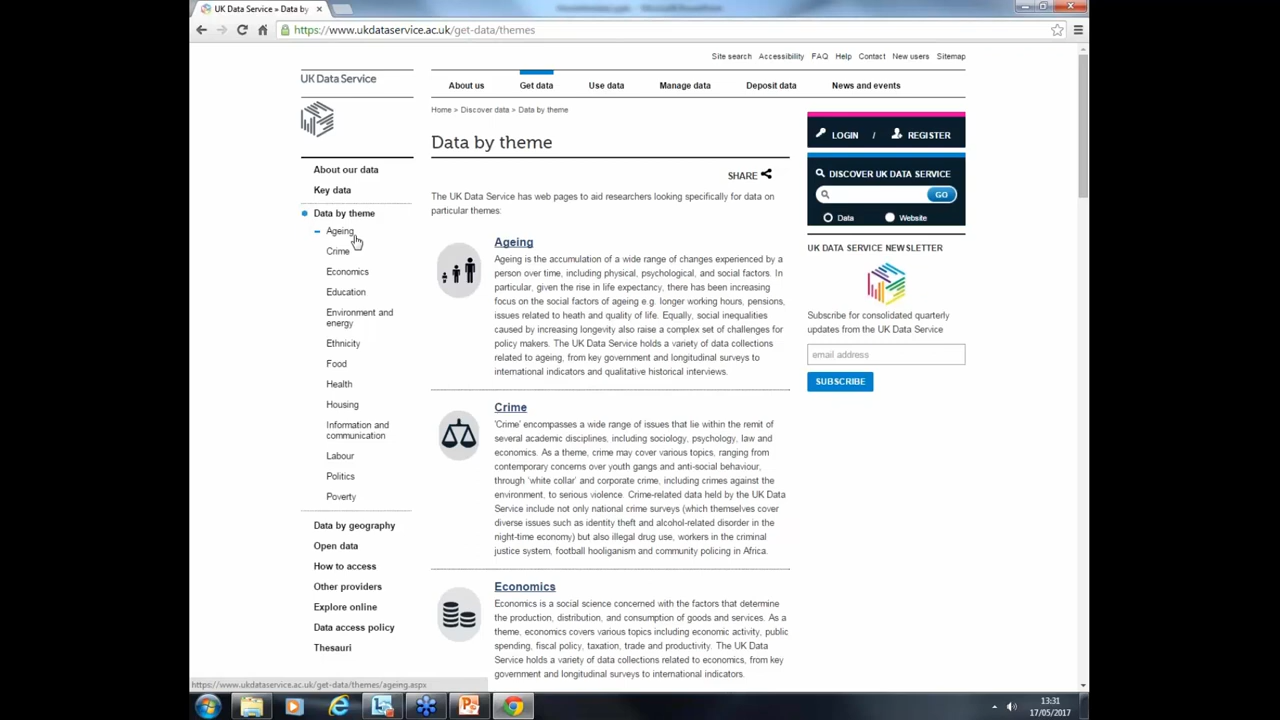 UK Data Service » Data by
https://www.ukdataservice.ac.uk/get-data/themes
Site search Accessibility FAQ Help Contact New users Sitemap
UK Data Service
About us Get data Use data Manage data Deposit data News and events
Home > Discover data > Data by theme
Data by theme
SHARE
The UK Data Service has web pages to aid researchers looking specifically for data on
particular themes:
About our data
Key data
Data by theme
Ageing
Crime
Economics
Education
Environment and
energy
Ethnicity
Food
Health
Housing
Information and
communication
Labour
Politics
Poverty
Data by geography
Open data
How to access
Other providers
Explore online
Data access policy
Thesauri
Ageing
Ageing is the accumulation of a wide range of changes experienced by a
person over time, including physical, psychological, and social factors. In
particular, given the rise in life expectancy, there has been increasing
focus on the social factors of ageing e.g. longer working hours, pensions,
issues related to heath and quality of life. Equally, social inequalities
caused by increasing longevity also raise a complex set of challenges for
policy makers. The UK Data Service holds a variety of data collections
related to ageing, from key government and longitudinal surveys to
international indicators and qualitative historical interviews.
Crime
'Crime' encompasses a wide range of issues that lie within the remit of
several academic disciplines, including sociology, psychology, law and
economics. As a theme, crime may cover various topics, ranging from
contemporary concerns over youth gangs and anti-social behaviour,
through 'white collar' and corporate crime, including crimes against the
environment, to serious violence. Crime-related data held by the UK Data
Service include not only national crime surveys (which themselves cover
diverse issues such as identity theft and alcohol-related disorder in the
night-time economy) but also illegal drug use, workers in the criminal
justice system, football hooliganism and community policing in Africa.
Economics
Economics is a social science concerned with the factors that determine
the production, distribution, and consumption of goods and services. As a
theme, economics covers various topics including economic activity, public
spending, fiscal policy, taxation, trade and productivity. The UK Data
Service holds a variety of data collections related to economics, from key
government and longitudinal surveys to international indicators.
LOGIN / REGISTER
DISCOVER UK DATA SERVICE
GO
Data Website
UK DATA SERVICE NEWSLETTER
Subscribe for consolidated quarterly
updates from the UK Data Service
email address
SUBSCRIBE
https://www.ukdataservice.ac.uk/get-data/themes/ageing.aspx
13:31
17/05/2017